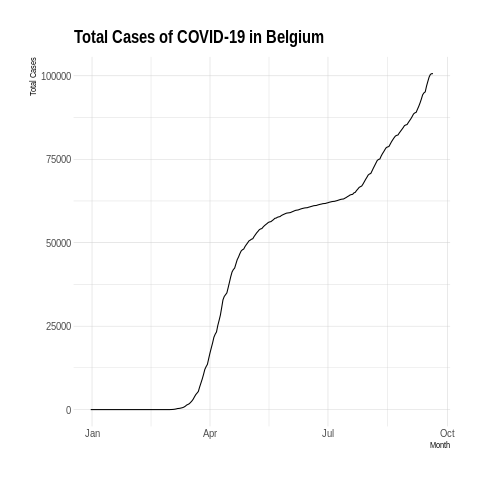 Total Cases of COVID-19 in Belgium
Total Cases
100000
75000
50000
25000
0
Jan Apr Jul Oct
Month